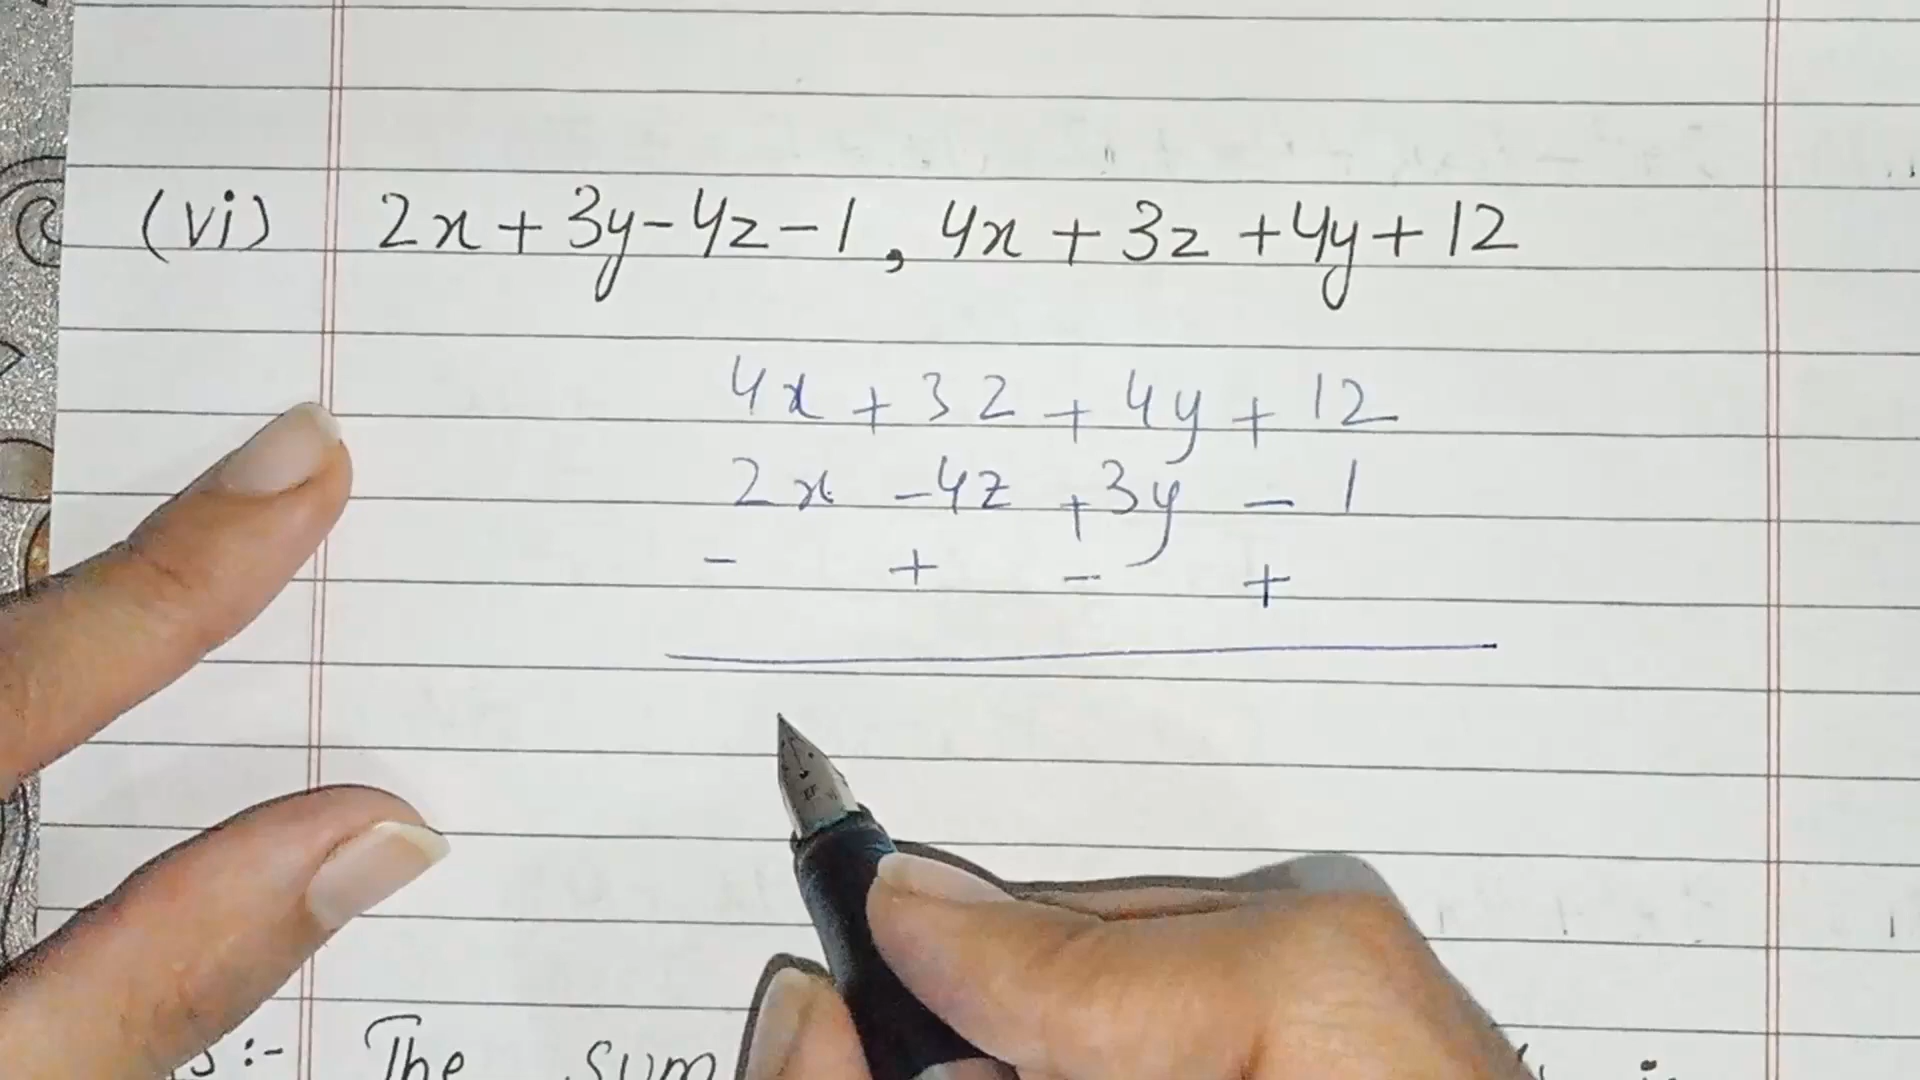 (vi) 2x + 3y - 4z - 1, 4x + 3z + 4y + 12
4x + 3z + 4y + 12
2x - 4z + 3y - 1
- + - +
The sum